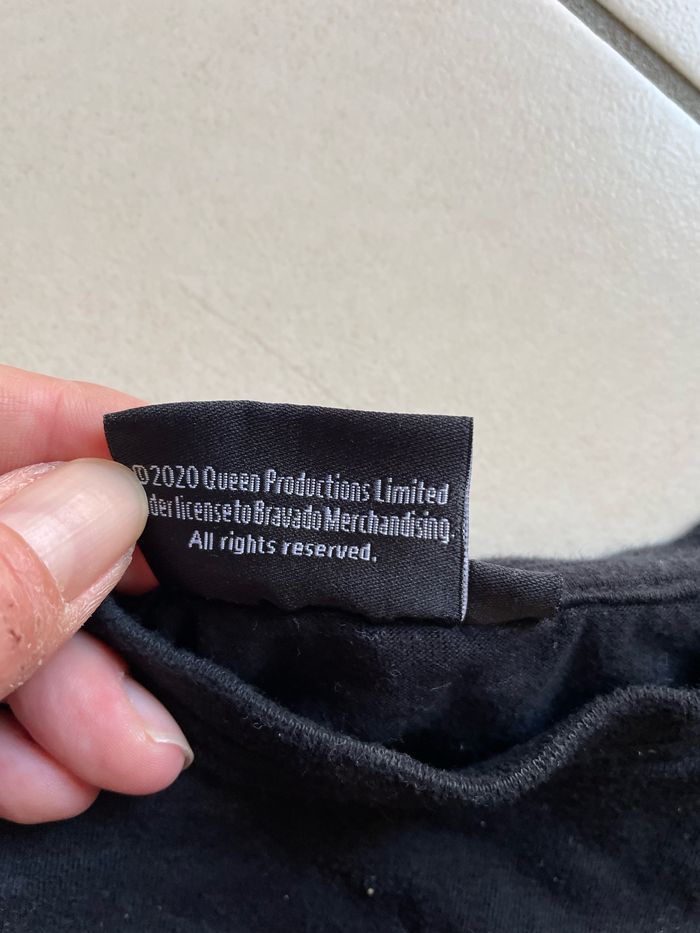 ©2020 Queen Productions Limited
der license to Bravado Merchandising.
All rights reserved.